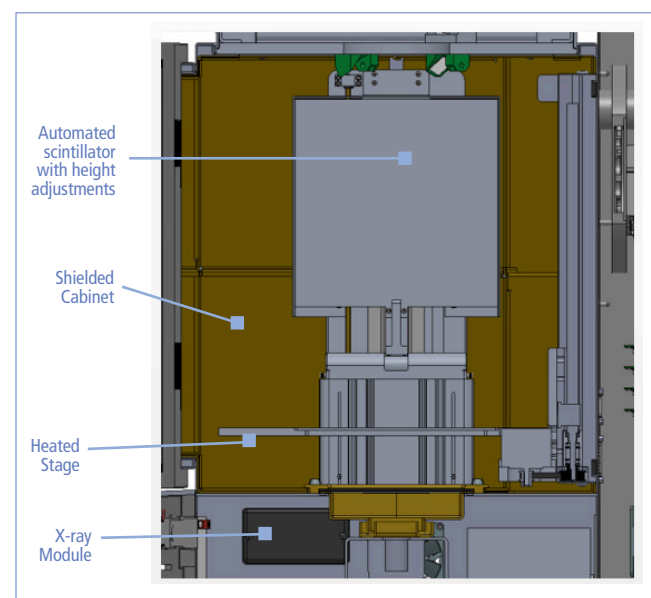 Automated
scintillator
with height
adjustments
Shielded
Cabinet
Heated
Stage
X-ray
Module